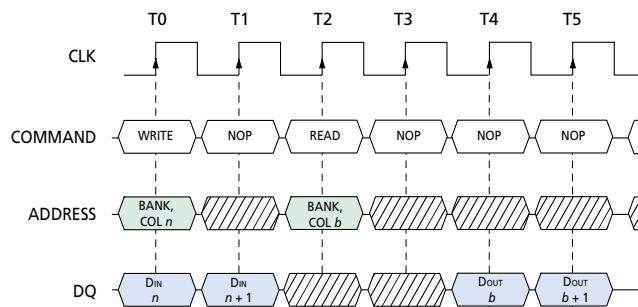 T0 T1 T2 T3 T4 T5
CLK
COMMAND WRITE NOP READ NOP NOP NOP
ADDRESS BANK, COL n BANK, COL b
DQ DIN n DIN n + 1 DOUT b DOUT b + 1